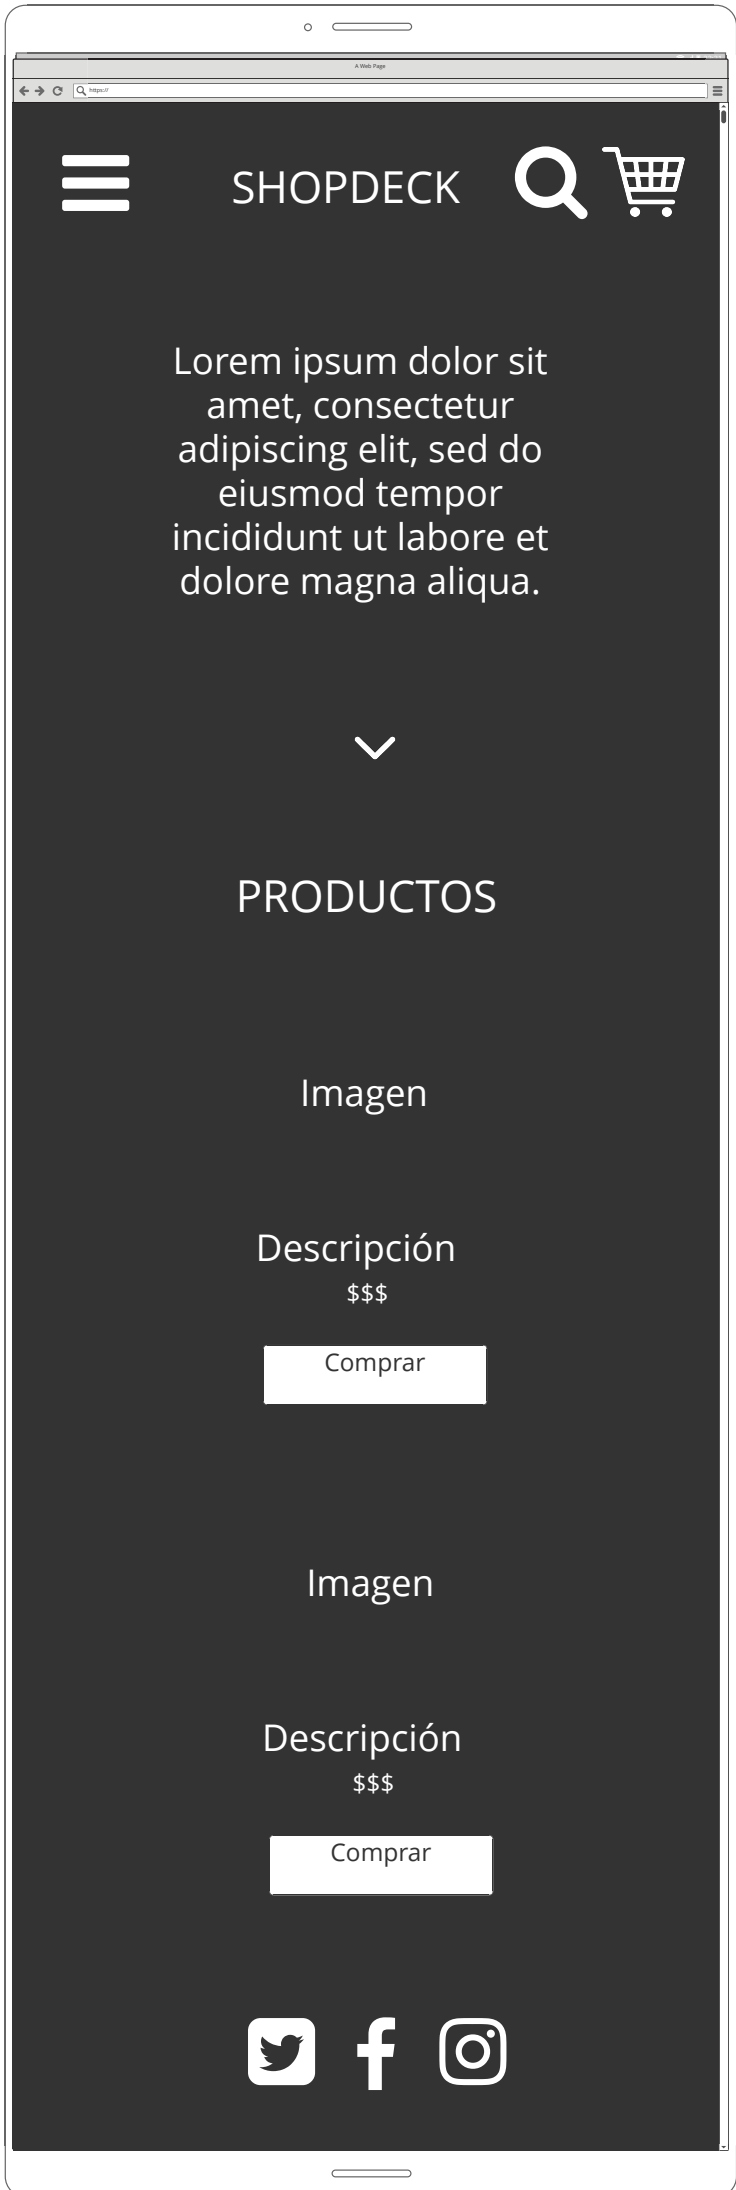 A Web Page
https://
SHOPDECK
Lorem ipsum dolor sit
amet, consectetur
adipiscing elit, sed do
eiusmod tempor
incididunt ut labore et
dolore magna aliqua.
PRODUCTOS
Imagen
Descripción
$$$
Comprar
Imagen
Descripción
$$$
Comprar